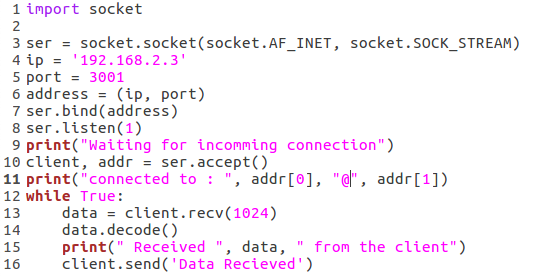 1 import socket
2
3 ser = socket.socket(socket.AF_INET, socket.SOCK_STREAM)
4 ip = '192.168.2.3'
5 port = 3001
6 address = (ip, port)
7 ser.bind(address)
8 ser.listen(1)
9 print("Waiting for incomming connection")
10 client, addr = ser.accept()
11 print("connected to : ", addr[0], "@", addr[1])
12 while True:
13     data = client.recv(1024)
14     data.decode()
15     print(" Received ", data, " from the client")
16     client.send('Data Recieved')